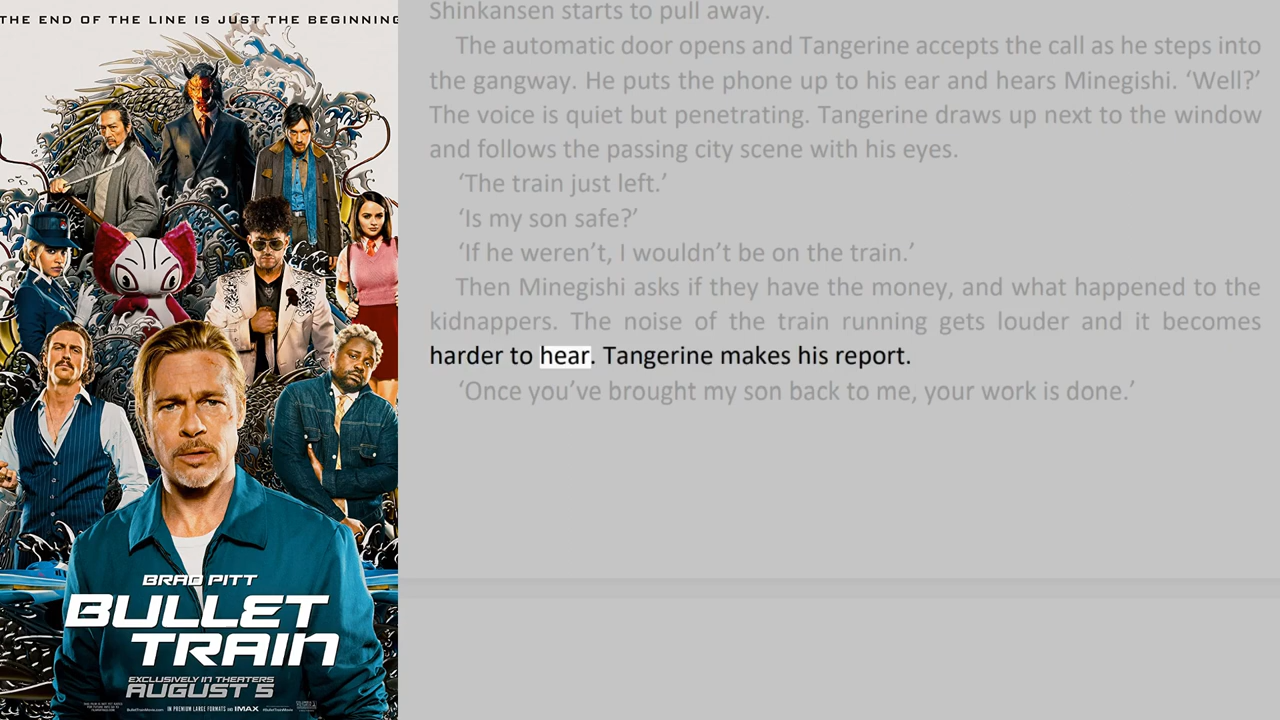 THE END OF THE LINE IS JUST THE BEGINNING
BRAD PITT
BULLET
TRAIN
EXCLUSIVELY IN THEATERS
AUGUST 5
BulletTrainMovie.com
IN PREMIUM LARGE FORMATS AND IMAX
#BulletTrainMovie
Shinkansen starts to pull away.
The automatic door opens and Tangerine accepts the call as he steps into
the gangway. He puts the phone up to his ear and hears Minegishi. ‘Well?’
The voice is quiet but penetrating. Tangerine draws up next to the window
and follows the passing city scene with his eyes.
‘The train just left.’
‘Is my son safe?’
‘If he weren’t, I wouldn’t be on the train.’
Then Minegishi asks if they have the money, and what happened to the
kidnappers. The noise of the train running gets louder and it becomes
harder to hear. Tangerine makes his report.
‘Once you’ve brought my son back to me, your work is done.’